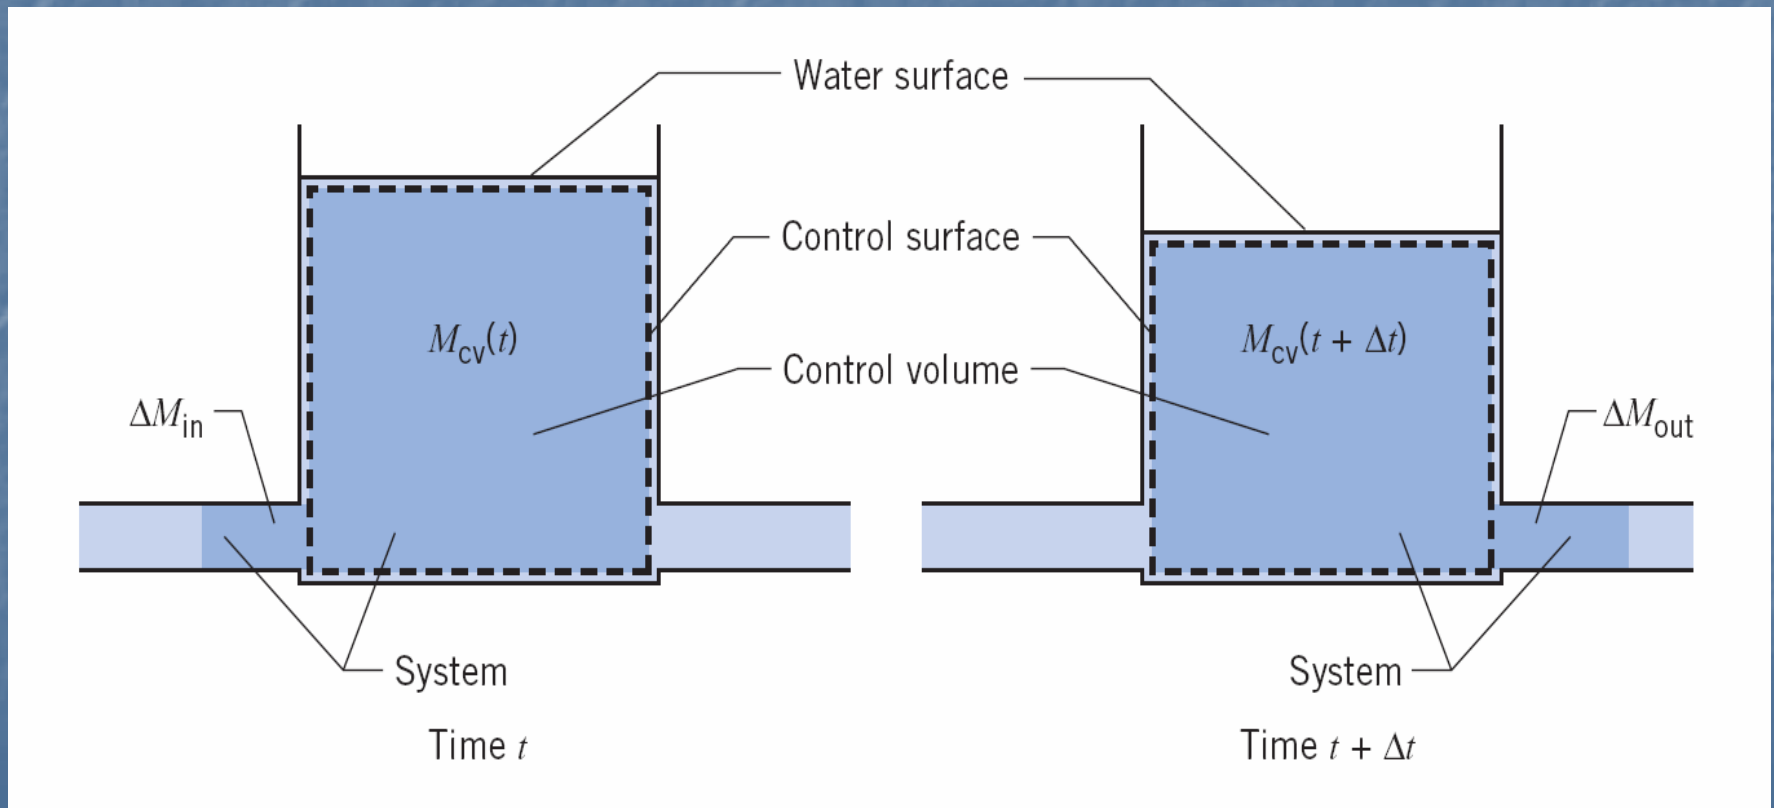 Water surface
Control surface
M_cv(t)
M_cv(t + Δt)
Control volume
ΔM_in
ΔM_out
System
System
Time t
Time t + Δt